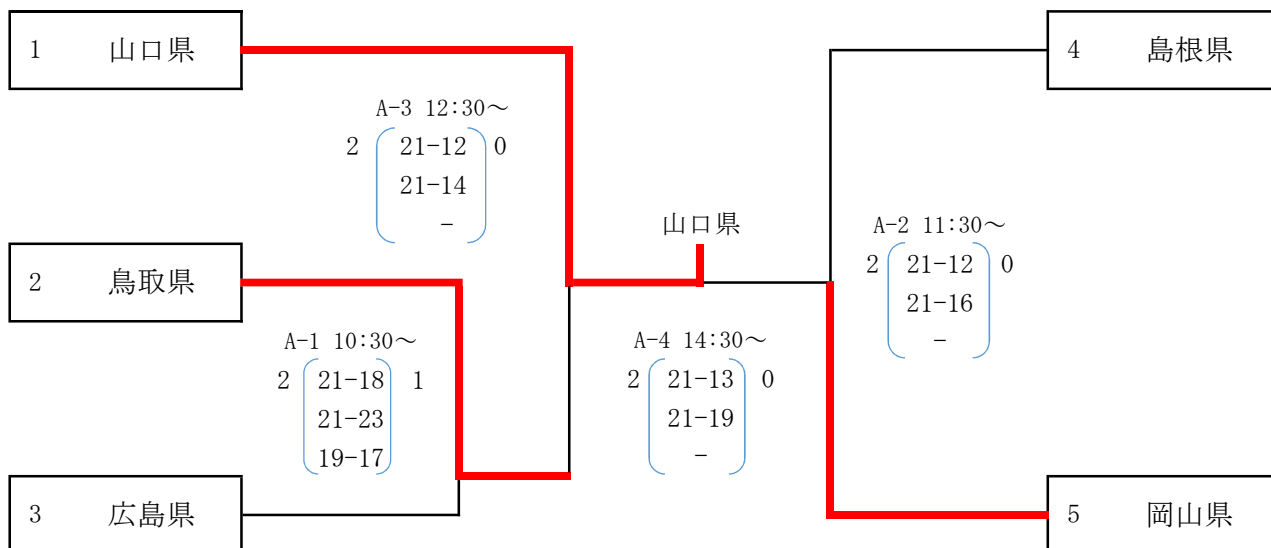 1 山口県
4 島根県
A-3 12:30～
2 21-12 0
21-14
-
山口県
A-2 11:30～
2 21-12 0
21-16
-
2 鳥取県
A-1 10:30～
2 21-18 1
21-23
19-17
A-4 14:30～
2 21-13 0
21-19
-
3 広島県
5 岡山県